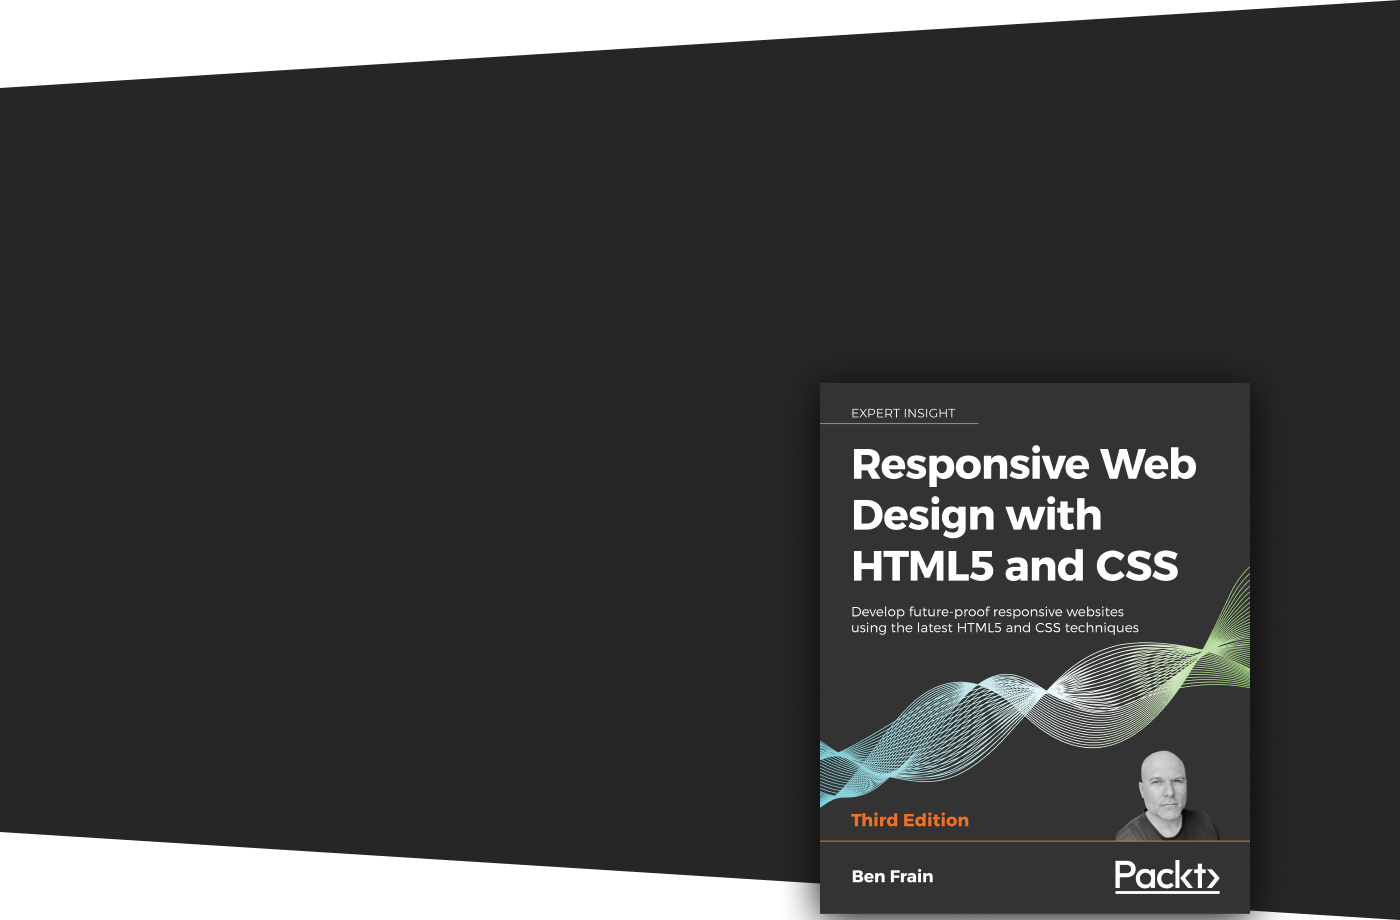 EXPERT INSIGHT
Responsive Web
Design with
HTML5 and CSS
Develop future-proof responsive websites
using the latest HTML5 and CSS techniques
Third Edition
Ben Frain
Packt